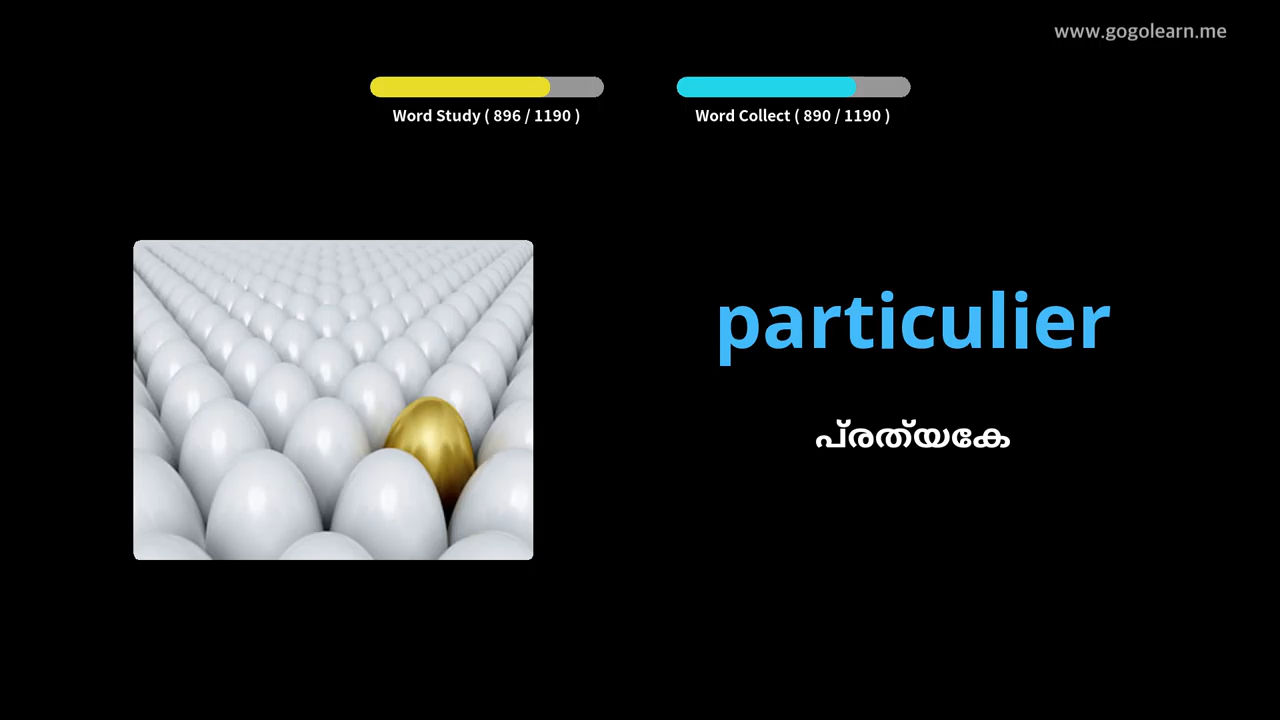 www.gogolearn.me
Word Study ( 896 / 1190 )
Word Collect ( 890 / 1190 )
particulier
പ്രത്യകേ